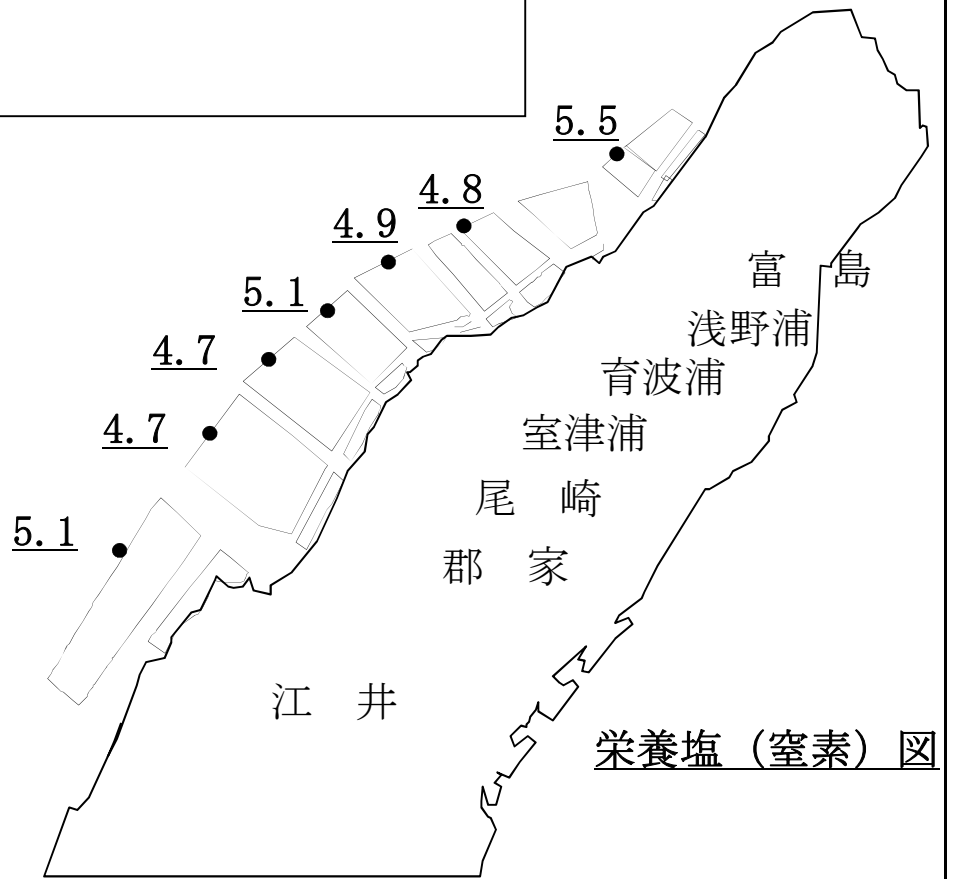 5.5
4.8
4.9
5.1
4.7
4.7
5.1
富　島
浅野浦
育波浦
室津浦
尾　崎
郡　家
江　井
栄養塩（窒素）図